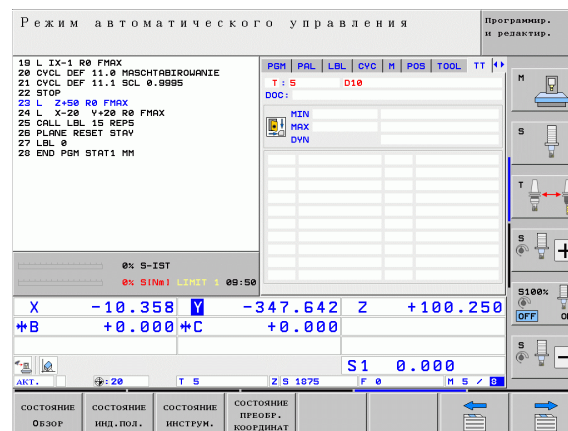 Режим автоматического управления
Программир.
и редактир.
19 L IX-1 R0 FMAX
20 CYCL DEF 11.0 MASCHTABIROWANIE
21 CYCL DEF 11.1 SCL 0.9995
22 STOP
23 L Z+50 R0 FMAX
24 L X-20 Y+20 R0 FMAX
25 CALL LBL 15 REP5
26 PLANE RESET STAY
27 LBL 0
28 END PGM STAT1 MM
PGM PAL LBL CYC M POS TOOL TT
T : 5 D10
DOC:
MIN
MAX
DYN
0% S-IST
0% S[Nm] LIMIT 1 09:50
X -10.358 Y -347.642 Z +100.250
B +0.000 C +0.000
S1 0.000
АКТ. : 20 T 5 Z S 1875 F 0 M 5 / 8
M
S
T
S
S100%
OFF
S
СОСТОЯНИЕ
ОБЗОР
СОСТОЯНИЕ
ИНД.ПОЛ.
СОСТОЯНИЕ
ИНСТРУМ.
СОСТОЯНИЕ
ПРЕОБР.
КООРДИНАТ